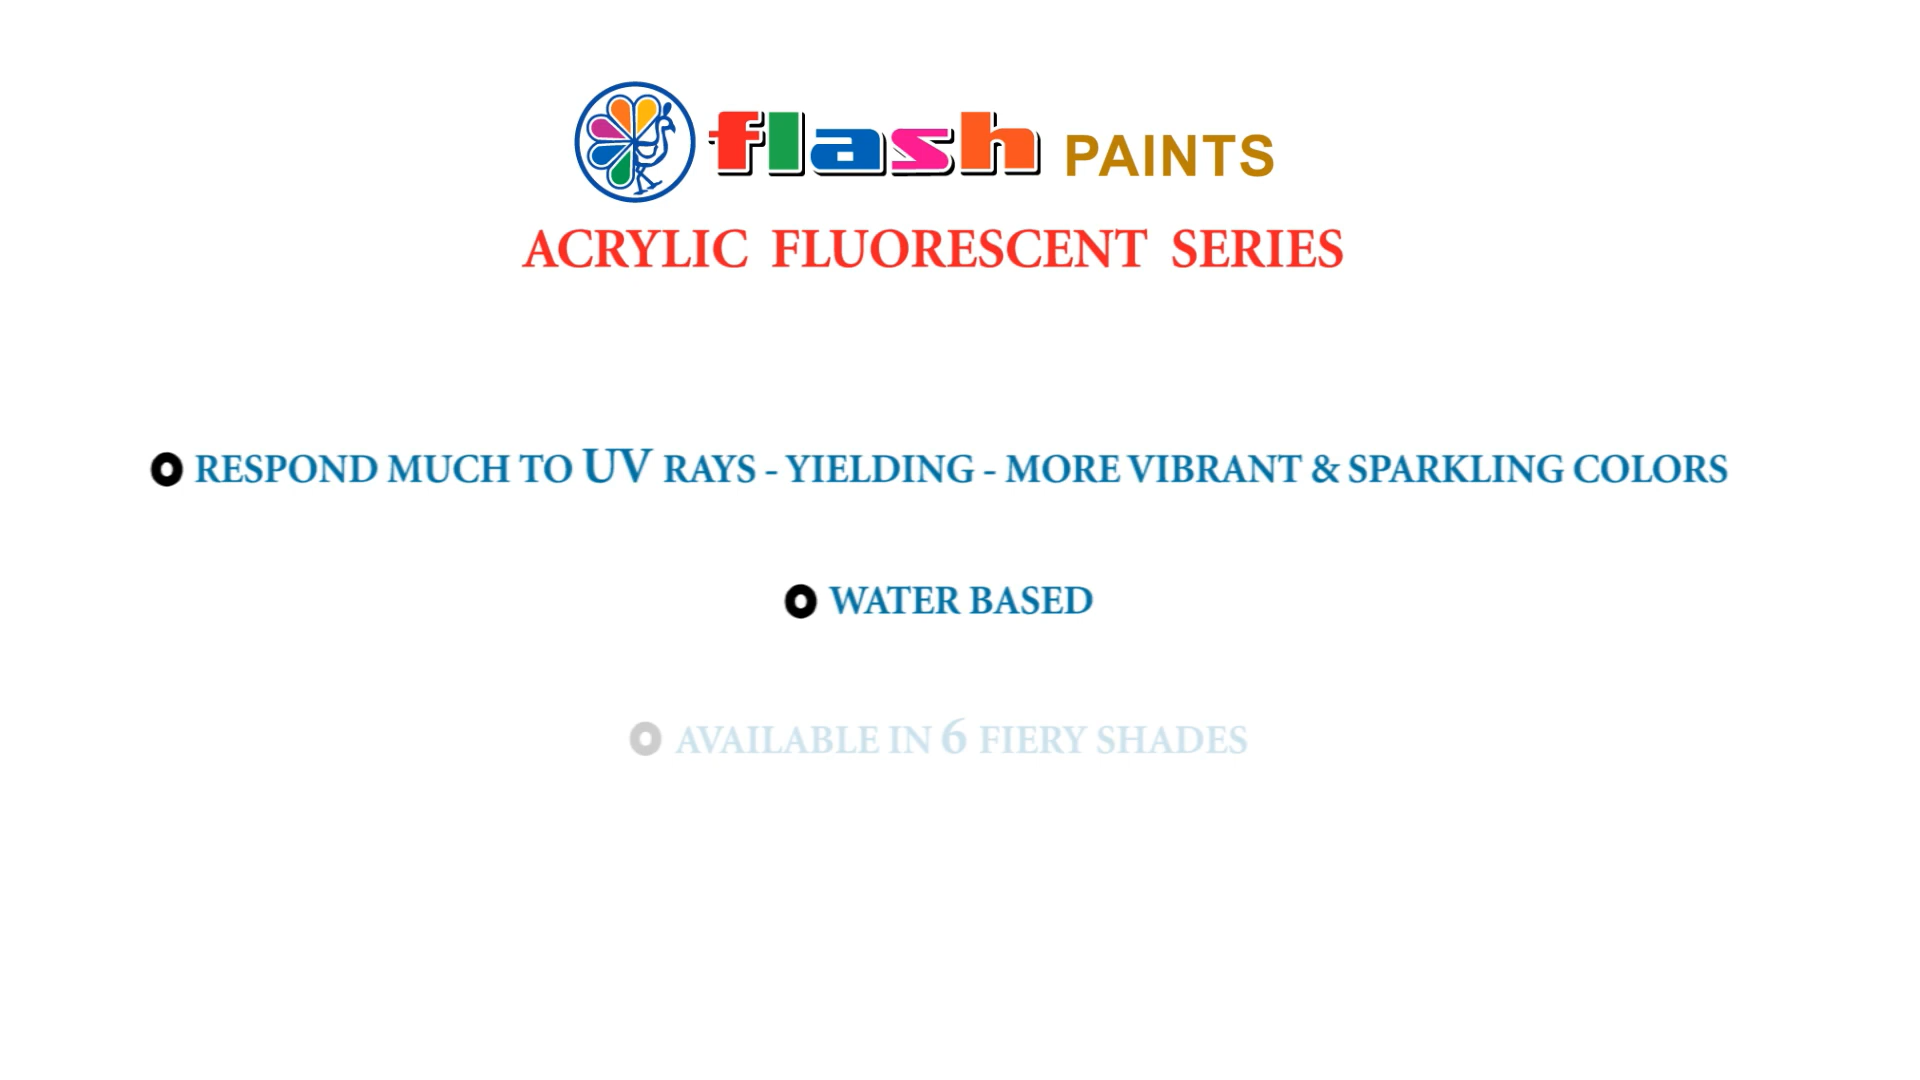 flash PAINTS
ACRYLIC FLUORESCENT SERIES
RESPOND MUCH TO UV RAYS - YIELDING - MORE VIBRANT & SPARKLING COLORS
WATER BASED
AVAILABLE IN 6 FIERY SHADES